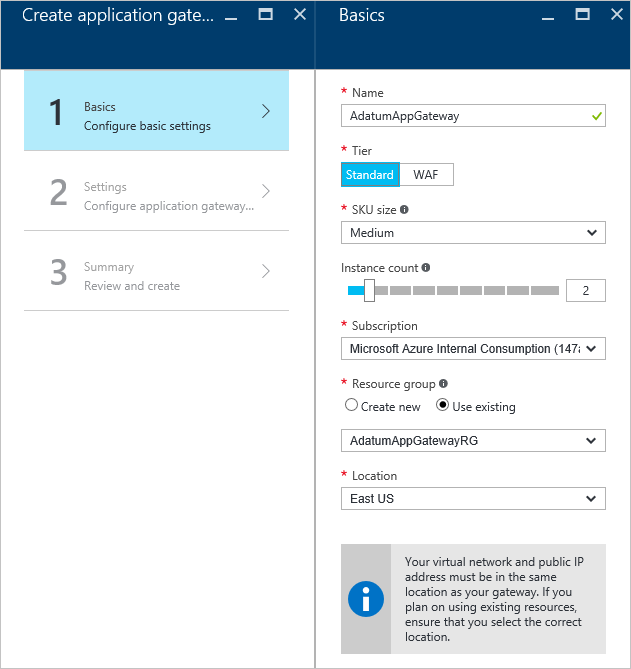 Create application gate...
1
Basics
Configure basic settings
2
Settings
Configure application gateway...
3
Summary
Review and create
Basics
* Name
AdatumAppGateway
* Tier
Standard WAF
* SKU size
Medium
Instance count
2
* Subscription
Microsoft Azure Internal Consumption (147a
* Resource group
Create new Use existing
AdatumAppGatewayRG
* Location
East US
Your virtual network and public IP
address must be in the same
location as your gateway. If you
plan on using existing resources,
ensure that you select the correct
location.